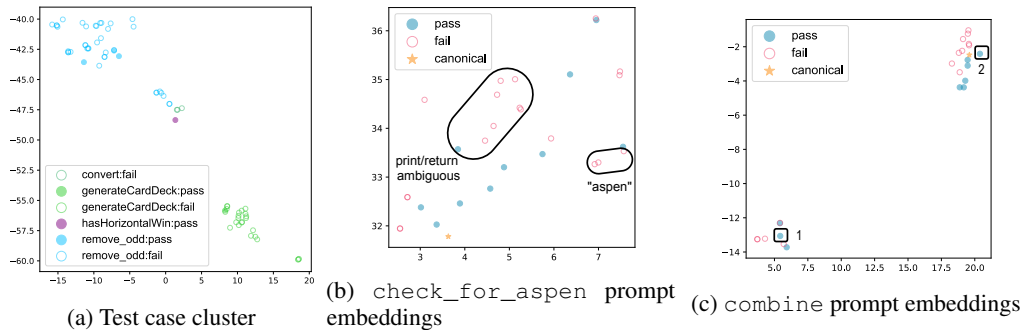 −40.0
−42.5
−45.0
−47.5
−50.0
−52.5
−55.0
−57.5
−60.0
convert:fail
generateCardDeck:pass
generateCardDeck:fail
hasHorizontalWin:pass
remove_odd:pass
remove_odd:fail
−15 −10 −5 0 5 10 15 20
(a) Test case cluster
36
35
34
33
32
pass
fail
canonical
print/return
ambiguous
"aspen"
3 4 5 6 7
(b) check_for_aspen prompt
embeddings
−2
−4
−6
−8
−10
−12
−14
pass
fail
canonical
2
1
5.0 7.5 10.0 12.5 15.0 17.5 20.0
(c) combine prompt embeddings